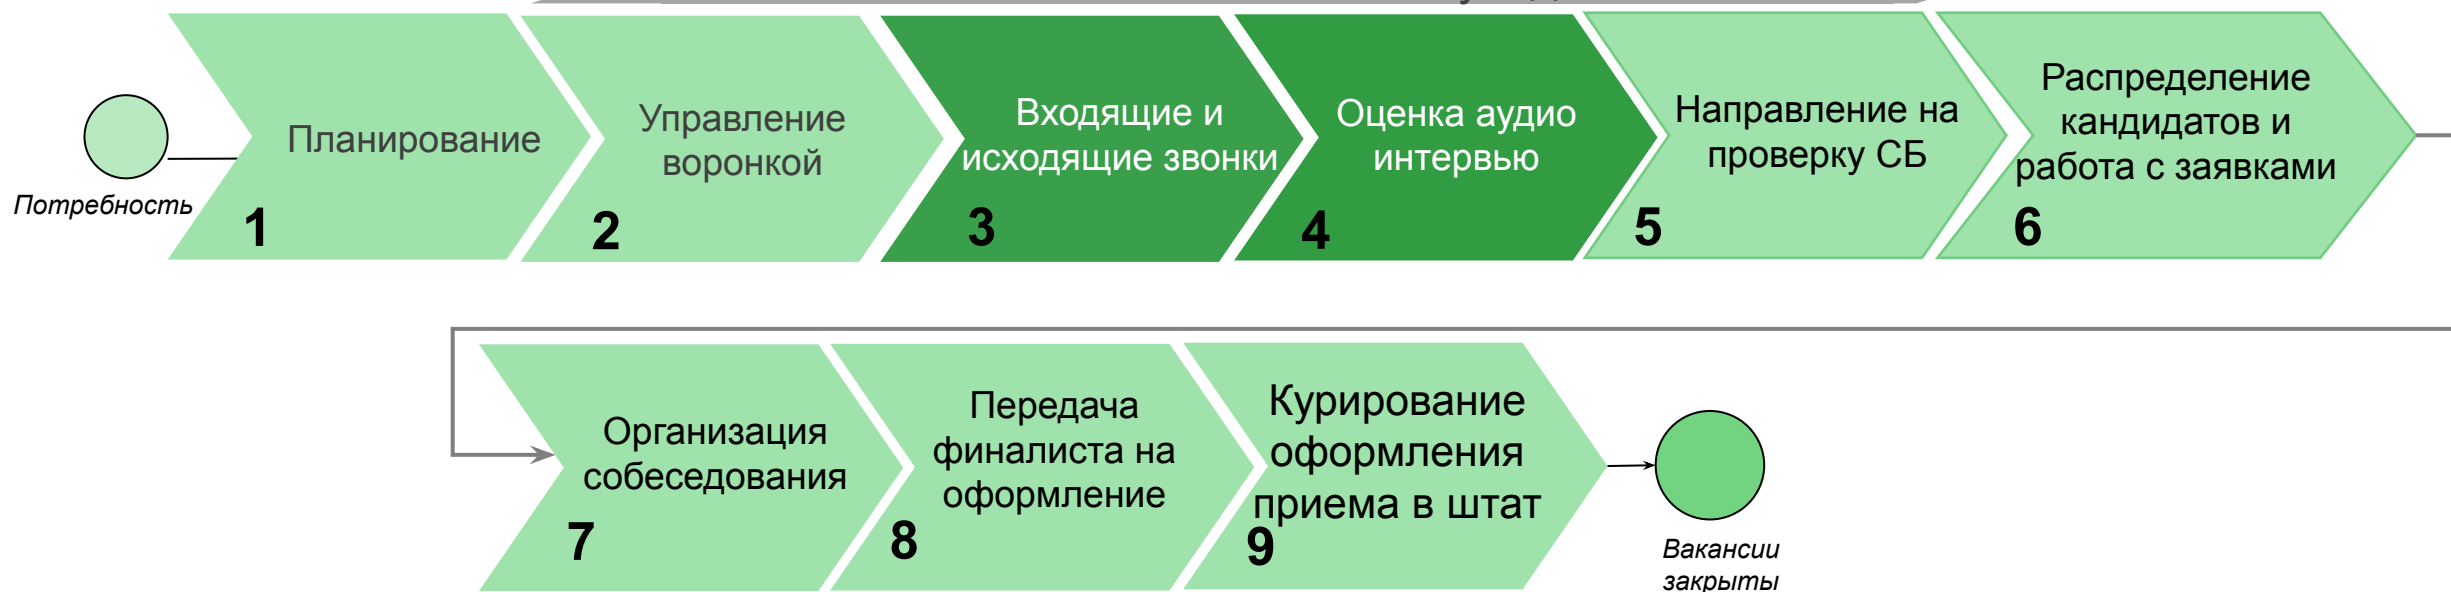 Потребность
Планирование
1
Управление
воронкой
2
Входящие и
исходящие звонки
3
Оценка аудио
интервью
4
Направление на
проверку СБ
5
Распределение
кандидатов и
работа с заявками
6
Организация
собеседования
7
Передача
финалиста на
оформление
8
Курирование
оформления
приема в штат
9
Вакансии
закрыты